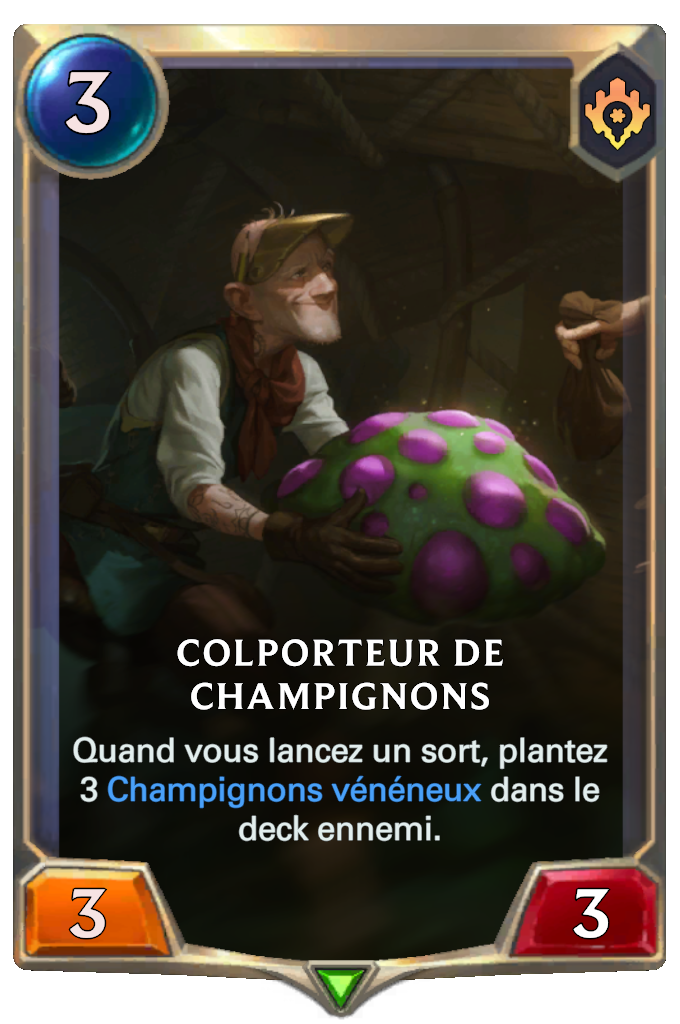 3
COLPORTEUR DE
CHAMPIGNONS
Quand vous lancez un sort, plantez
3 Champignons vénéneux dans le
deck ennemi.
3
3